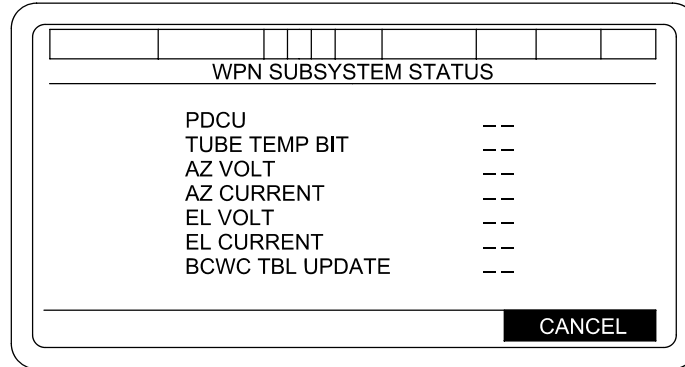 WPN SUBSYSTEM STATUS
PDCU _ _
TUBE TEMP BIT _ _
AZ VOLT _ _
AZ CURRENT _ _
EL VOLT _ _
EL CURRENT _ _
BCWC TBL UPDATE _ _
CANCEL